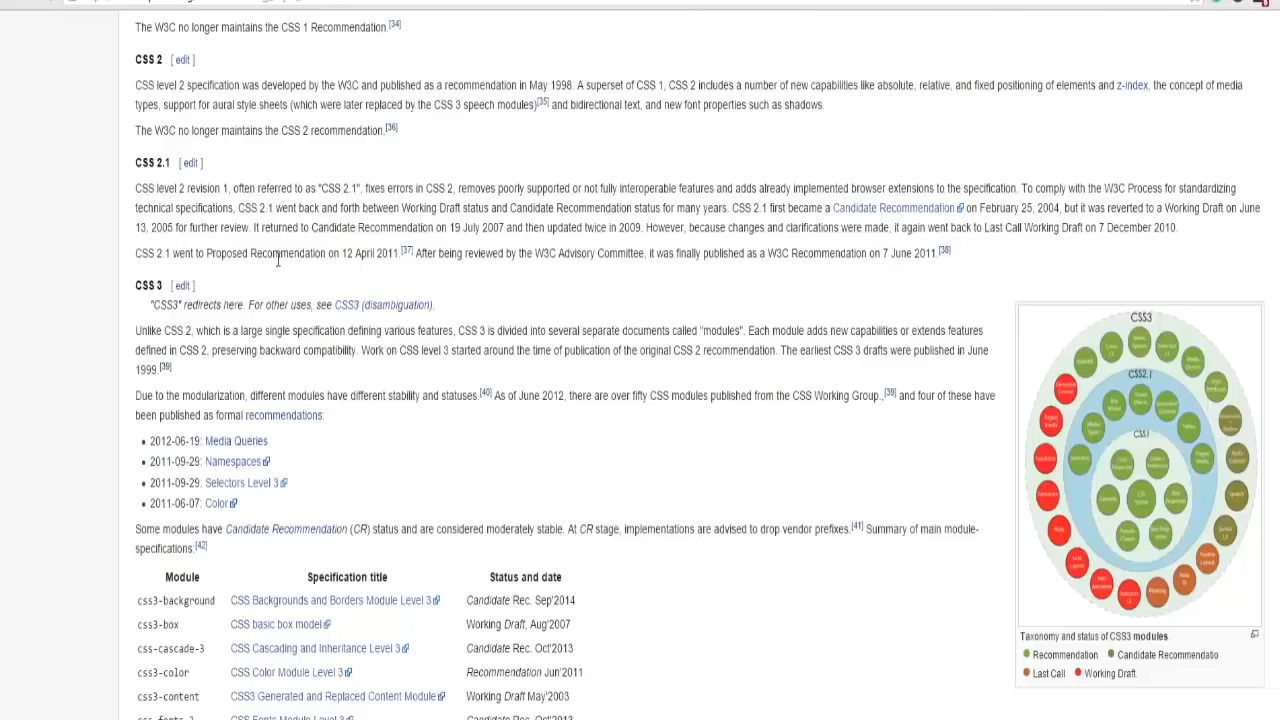 The W3C no longer maintains the CSS 1 Recommendation.[34]
CSS 2 [ edit ]
CSS level 2 specification was developed by the W3C and published as a recommendation in May 1998. A superset of CSS 1, CSS 2 includes a number of new capabilities like absolute, relative, and fixed positioning of elements and z-index, the concept of media
types, support for aural style sheets (which were later replaced by the CSS 3 speech modules)[35] and bidirectional text, and new font properties such as shadows.
The W3C no longer maintains the CSS 2 recommendation.[36]
CSS 2.1 [ edit ]
CSS level 2 revision 1, often referred to as "CSS 2.1", fixes errors in CSS 2, removes poorly supported or not fully interoperable features and adds already implemented browser extensions to the specification. To comply with the W3C Process for standardizing
technical specifications, CSS 2.1 went back and forth between Working Draft status and Candidate Recommendation status for many years. CSS 2.1 first became a Candidate Recommendation on February 25, 2004, but it was reverted to a Working Draft on June
13, 2005 for further review. It returned to Candidate Recommendation on 19 July 2007 and then updated twice in 2009. However, because changes and clarifications were made, it again went back to Last Call Working Draft on 7 December 2010.
CSS 2.1 went to Proposed Recommendation on 12 April 2011.[37] After being reviewed by the W3C Advisory Committee, it was finally published as a W3C Recommendation on 7 June 2011.[38]
CSS 3 [ edit ]
"CSS3" redirects here. For other uses, see CSS3 (disambiguation).
Unlike CSS 2, which is a large single specification defining various features, CSS 3 is divided into several separate documents called "modules". Each module adds new capabilities or extends features
defined in CSS 2, preserving backward compatibility. Work on CSS level 3 started around the time of publication of the original CSS 2 recommendation. The earliest CSS 3 drafts were published in June
1999.[39]
Due to the modularization, different modules have different stability and statuses.[40] As of June 2012, there are over fifty CSS modules published from the CSS Working Group.,[39] and four of these have
been published as formal recommendations:
• 2012-06-19: Media Queries
• 2011-09-29: Namespaces
• 2011-09-29: Selectors Level 3
• 2011-06-07: Color
Some modules have Candidate Recommendation (CR) status and are considered moderately stable. At CR stage, implementations are advised to drop vendor prefixes.[41] Summary of main module-
specifications:[42]
Module Specification title Status and date
css3-background CSS Backgrounds and Borders Module Level 3 Candidate Rec. Sep'2014
css3-box CSS basic box model Working Draft, Aug'2007
css-cascade-3 CSS Cascading and Inheritance Level 3 Candidate Rec. Oct'2013
css3-color CSS Color Module Level 3 Recommendation Jun'2011
css3-content CSS3 Generated and Replaced Content Module Working Draft May'2003
css-fonts-3 CSS Fonts Module Level 3 Candidate Rec. Oct'2013
CSS3
CSS2.1
CSS1
Taxonomy and status of CSS3 modules
Recommendation Candidate Recommendatio
Last Call Working Draft